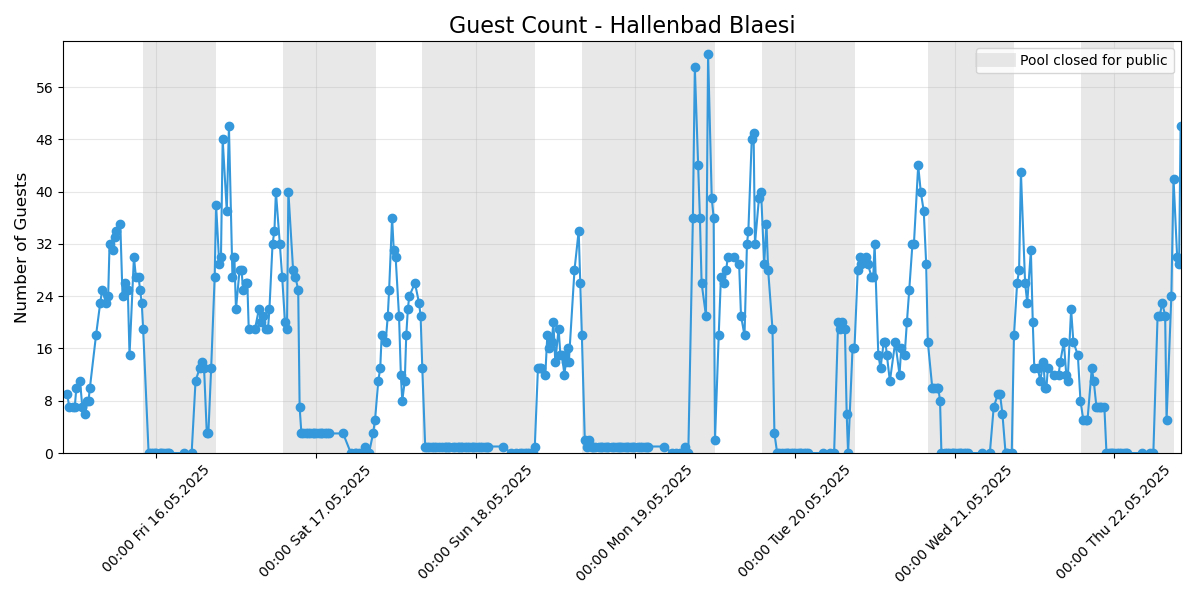 Guest Count - Hallenbad Blaesi
Pool closed for public
Number of Guests
56
48
40
32
24
16
8
0
00:00 Fri 16.05.2025
00:00 Sat 17.05.2025
00:00 Sun 18.05.2025
00:00 Mon 19.05.2025
00:00 Tue 20.05.2025
00:00 Wed 21.05.2025
00:00 Thu 22.05.2025